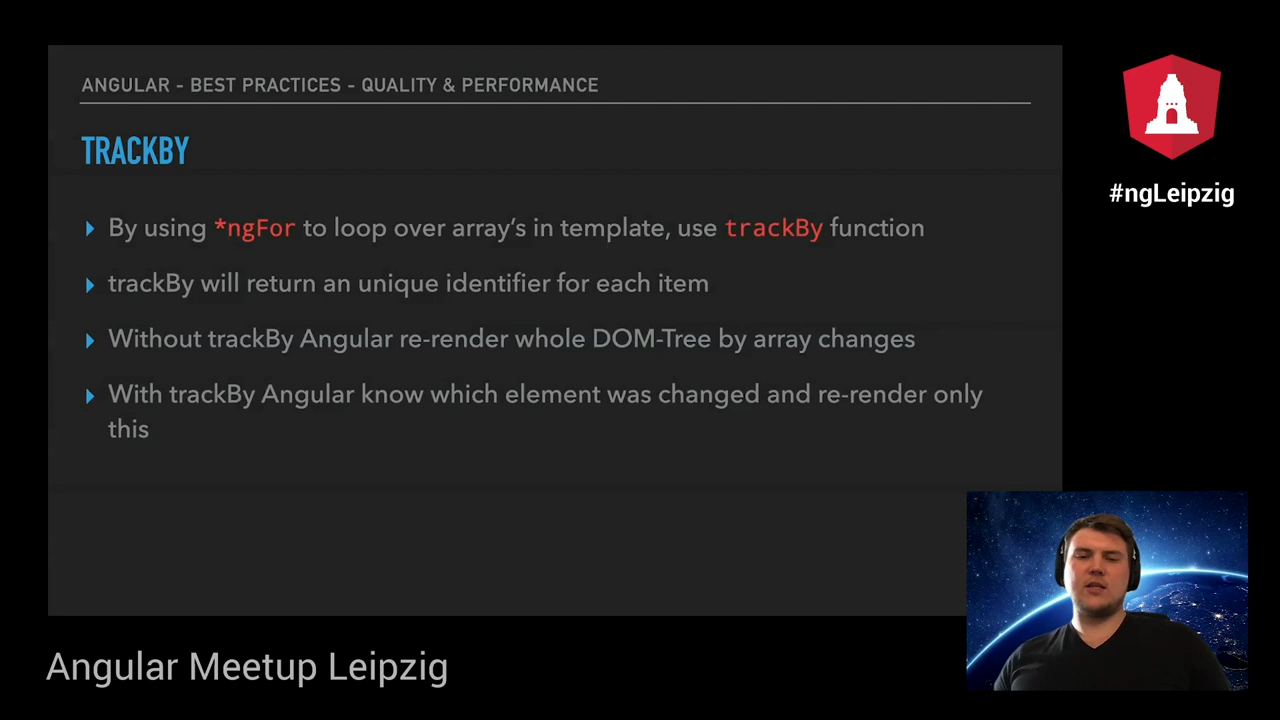 ANGULAR - BEST PRACTICES - QUALITY & PERFORMANCE
TRACKBY
By using *ngFor to loop over array’s in template, use trackBy function
trackBy will return an unique identifier for each item
Without trackBy Angular re-render whole DOM-Tree by array changes
With trackBy Angular know which element was changed and re-render only
this
#ngLeipzig
Angular Meetup Leipzig